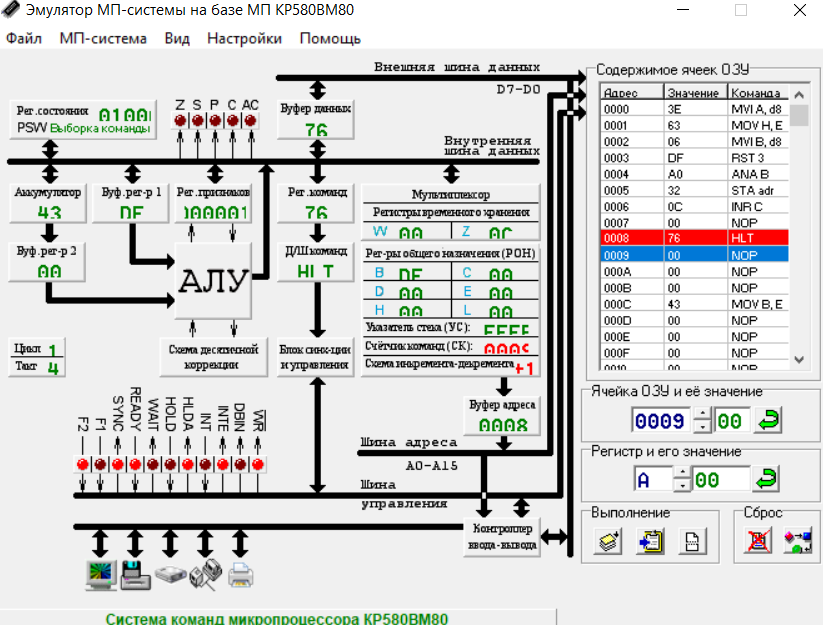 Эмулятор МП-системы на базе МП КР580ВМ80
Файл МП-система Вид Настройки Помощь
Внешняя шина данных
D7-D0
Рег.состояния
PSW Выборка команды
Z S P C AC
Буфер данных
76
Внутренняя
шина данных
Аккумулятор
43
Буф.рег-р 1
DF
Рег.признаков
Рег.команд
76
Мультиплексор
Регистры временного хранения
W 00 Z 0C
Буф.рег-р 2
00
АЛУ
Д/Ш команд
HLT
Рег-ры общего назначения (РОН)
B DF C 00
D 00 E 00
H 00 L 00
Указатель стека (УС): FFFF
Счётчик команд (СК): 0009
Схема инкремента-декремента +1
Цикл 1
Такт 4
Схема десятичной
коррекции
Блок синх-ции
и управления
Буфер адреса
0008
F2 F1 SYNC READY WAIT HOLD HLDA INT INTE DBIN WR
Шина адреса
A0-A15
Шина
управления
Контроллер
ввода-вывода
Содержимое ячеек ОЗУ
Адрес Значение Команда
0000 3E MVI A, d8
0001 63 MOV H, E
0002 06 MVI B, d8
0003 DF RST 3
0004 A0 ANA B
0005 32 STA adr
0006 0C INR C
0007 00 NOP
0008 76 HLT
0009 00 NOP
000A 00 NOP
000B 00 NOP
000C 43 MOV B, E
000D 00 NOP
000E 00 NOP
000F 00 NOP
0010 00 NOP
Ячейка ОЗУ и её значение
0009 00
Регистр и его значение
A 00
Выполнение
Сброс
Система команд микропроцессора КР580ВМ80